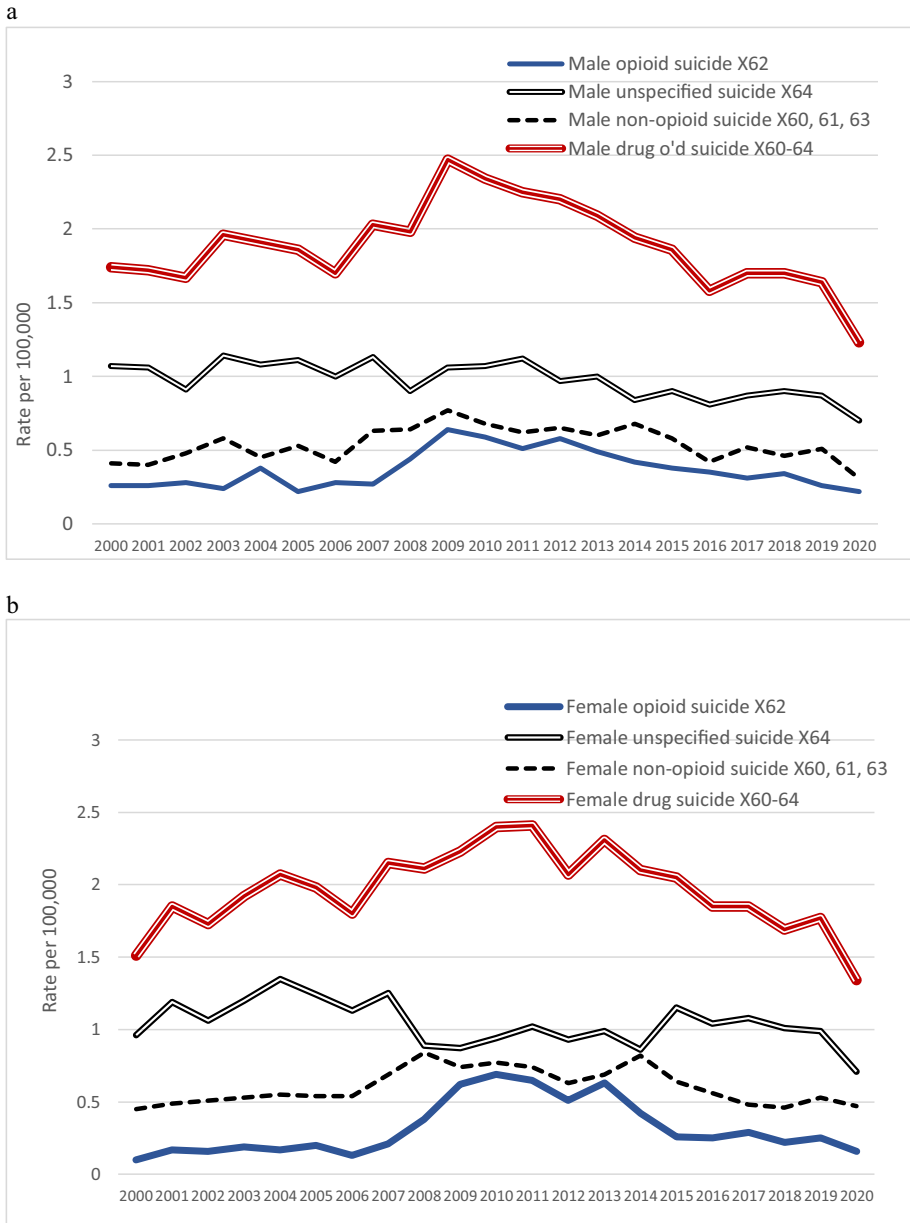 a
Male opioid suicide X62
3
Male unspecified suicide X64
Male non-opioid suicide X60, 61, 63
2.5
Male drug o'd suicide X60-64
2
1.5
1
0.5
0
Rate per 100,000
2000 2001 2002 2003 2004 2005 2006 2007 2008 2009 2010 2011 2012 2013 2014 2015 2016 2017 2018 2019 2020
b
Female opioid suicide X62
3
Female unspecified suicide X64
Female non-opioid suicide X60, 61, 63
Female drug suicide X60-64
2.5
2
1.5
1
0.5
0
Rate per 100,000
2000 2001 2002 2003 2004 2005 2006 2007 2008 2009 2010 2011 2012 2013 2014 2015 2016 2017 2018 2019 2020